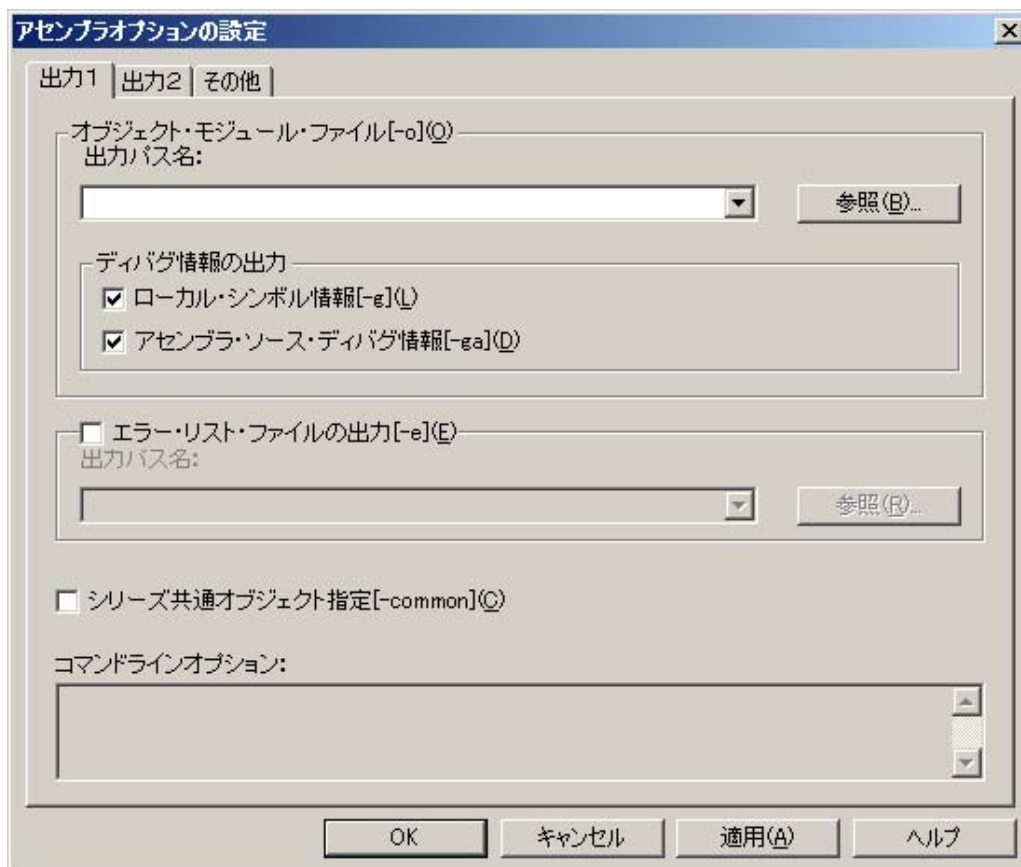 アセンブラオプションの設定
出力1 出力2 その他
オブジェクト・モジュール・ファイル[-o](O)
出力パス名:
参照(B)...
ディバグ情報の出力
ローカル・シンボル情報[-g](L)
アセンブラ・ソース・ディバグ情報[-ga](D)
エラー・リスト・ファイルの出力[-e](E)
出力パス名:
参照(R)...
シリーズ共通オブジェクト指定[-common](C)
コマンドラインオプション:
OK キャンセル 適用(A) ヘルプ